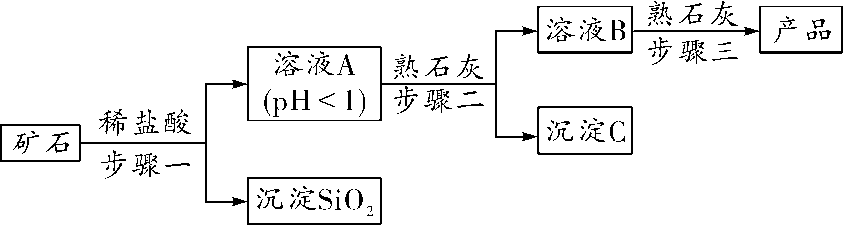 矿石
稀盐酸
步骤一
溶液A
(pH<1)
沉淀SiO₂
熟石灰
步骤二
溶液B
沉淀C
熟石灰
步骤三
产品